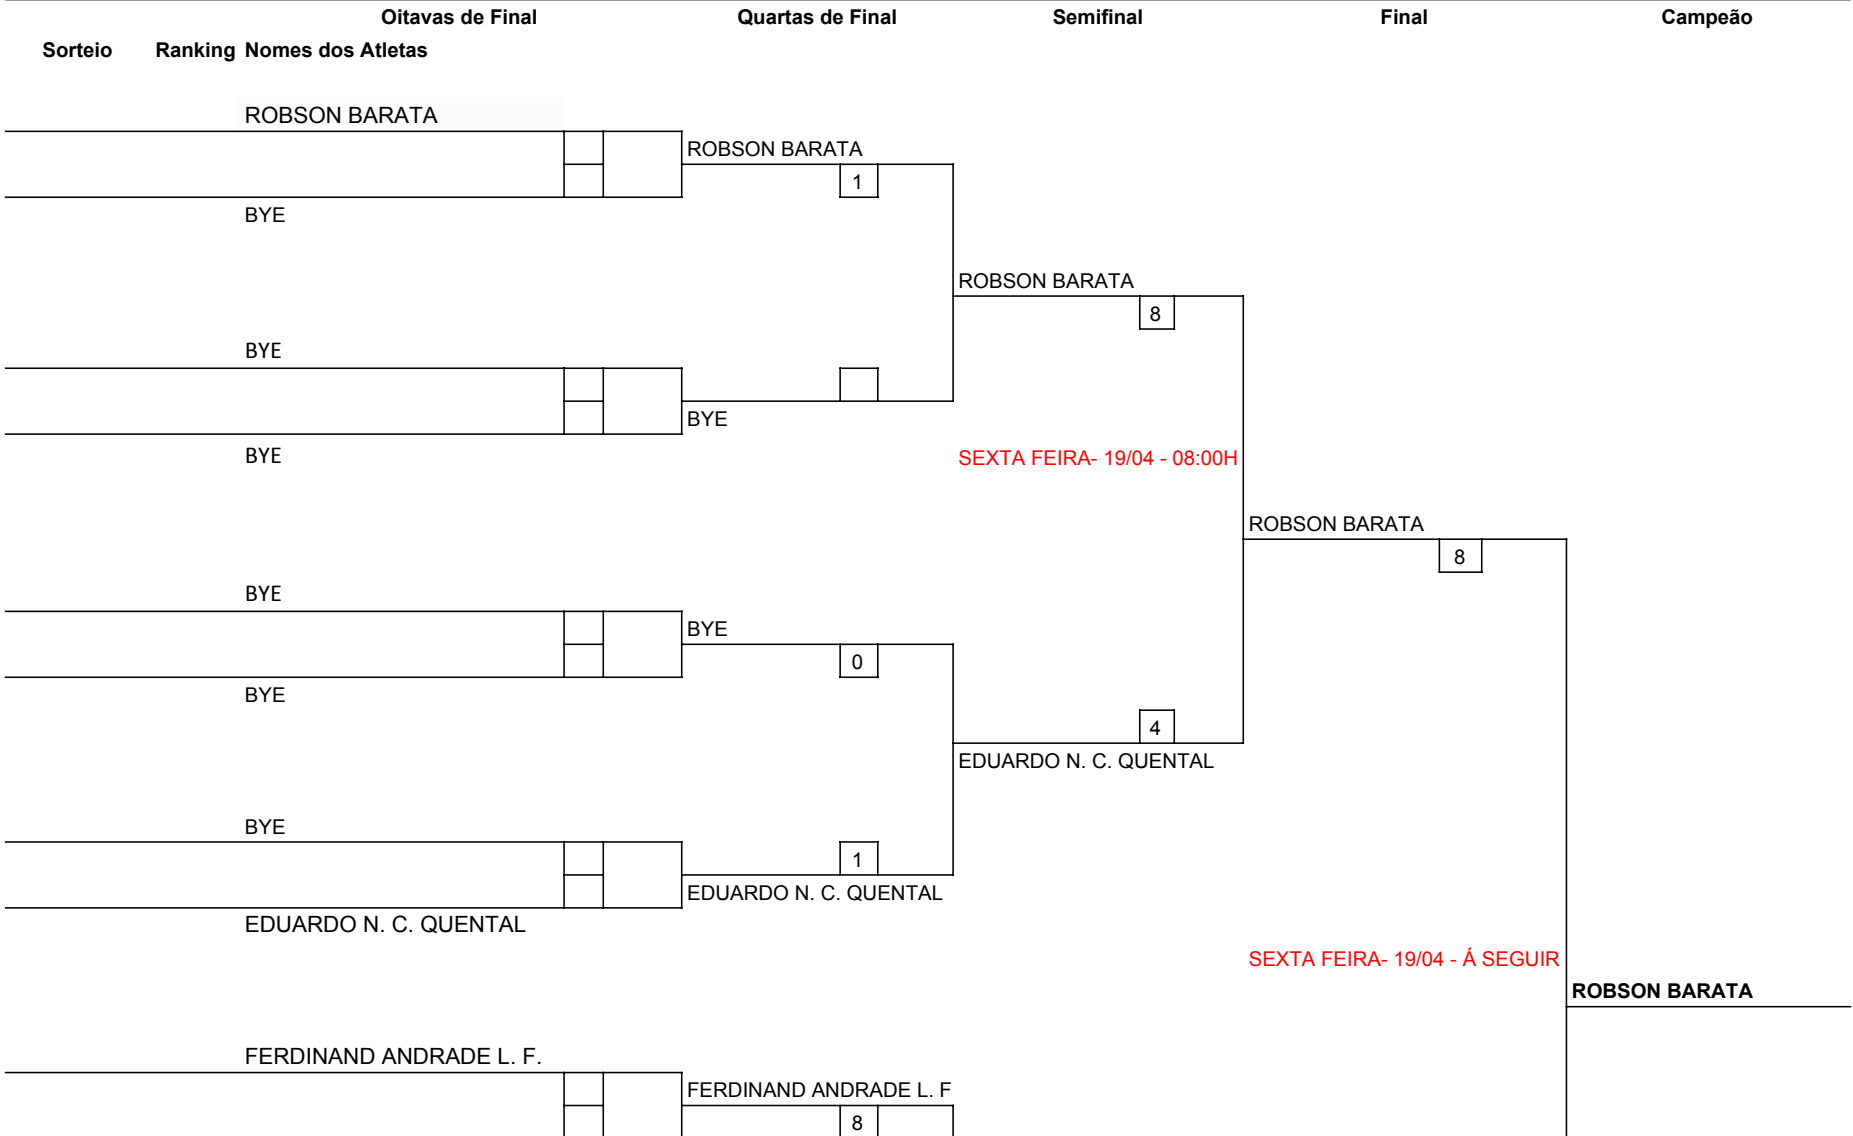 Oitavas de Final Quartas de Final Semifinal Final Campeão
Sorteio Ranking Nomes dos Atletas
ROBSON BARATA
ROBSON BARATA
1
BYE
ROBSON BARATA
8
BYE
BYE
BYE
SEXTA FEIRA- 19/04 - 08:00H
ROBSON BARATA
8
BYE
BYE
0
BYE
4
EDUARDO N. C. QUENTAL
BYE
1
EDUARDO N. C. QUENTAL
EDUARDO N. C. QUENTAL
SEXTA FEIRA- 19/04 - Á SEGUIR
ROBSON BARATA
FERDINAND ANDRADE L. F.
FERDINAND ANDRADE L. F
8